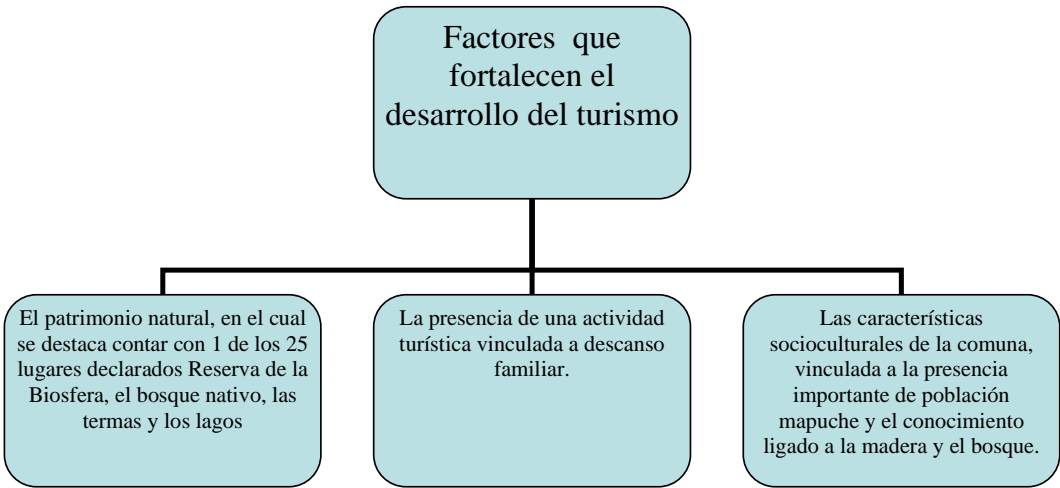 Factores que
fortalecen el
desarrollo del turismo
El patrimonio natural, en el cual
se destaca contar con 1 de los 25
lugares declarados Reserva de la
Biosfera, el bosque nativo, las
termas y los lagos
La presencia de una actividad
turística vinculada a descanso
familiar.
Las características
socioculturales de la comuna,
vinculada a la presencia
importante de población
mapuche y el conocimiento
ligado a la madera y el bosque.